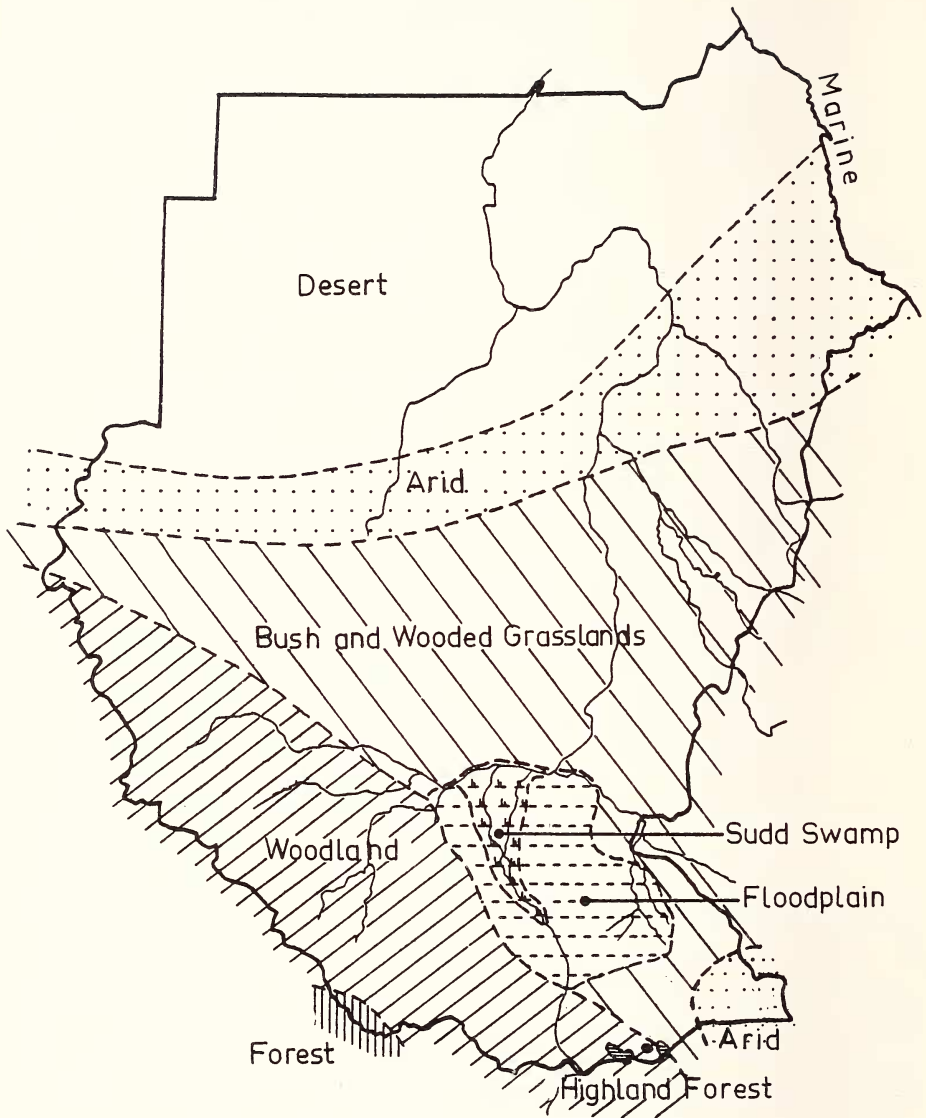 Marine
Desert
Arid
Bush and Wooded Grasslands
Sudd Swamp
Woodland
Floodplain
Arid
Forest
Highland Forest